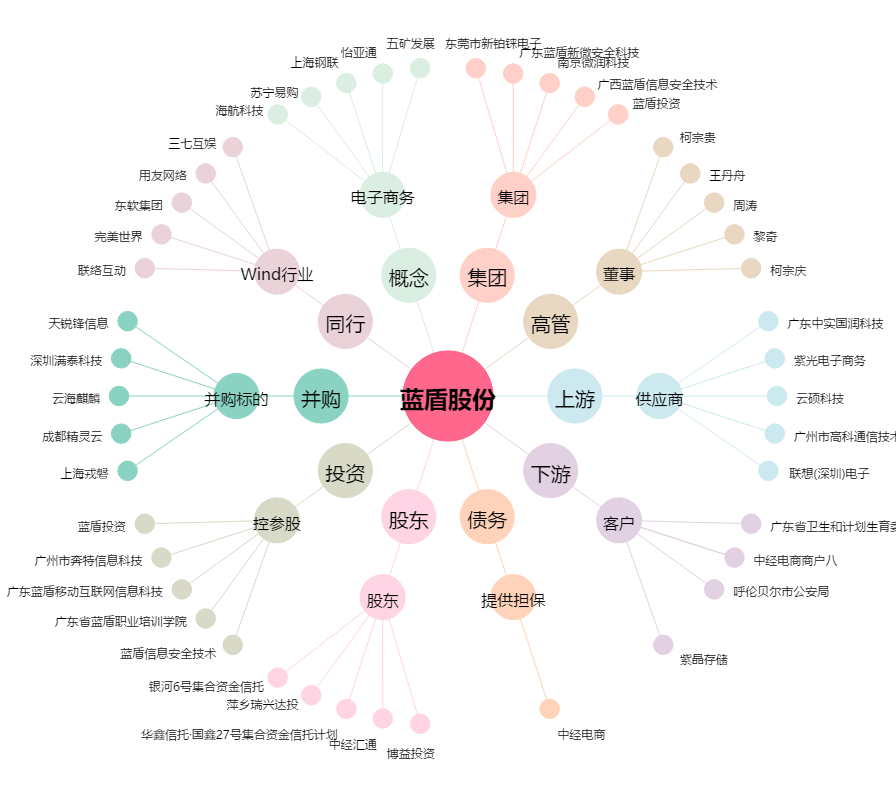 五矿发展
东莞市新铂铼电子
怡亚通
广东蓝盾新微安全科技
上海钢联
南京微润科技
苏宁易购
广西蓝盾信息安全技术
海航科技
蓝盾投资
三七互娱
柯宗贵
用友网络
王丹舟
东软集团
周涛
完美世界
黎奇
联络互动
柯宗庆
电子商务
集团
Wind行业
董事
概念
集团
同行
高管
天锐锋信息
广东中实国润科技
深圳满泰科技
紫光电子商务
云海麒麟
并购标的
并购
蓝盾股份
上游
供应商
云硕科技
成都精灵云
广州市高科通信技术
上海戎磐
联想(深圳)电子
投资
下游
控参股
股东
债务
客户
蓝盾投资
广东省卫生和计划生育委
广州市奔特信息科技
中经电商商户八
广东蓝盾移动互联网信息科技
呼伦贝尔市公安局
股东
提供担保
广东省蓝盾职业培训学院
蓝盾信息安全技术
紫晶存储
银河6号集合资金信托
萍乡瑞兴达投
华鑫信托·国鑫27号集合资金信托计划
中经汇通
博益投资
中经电商